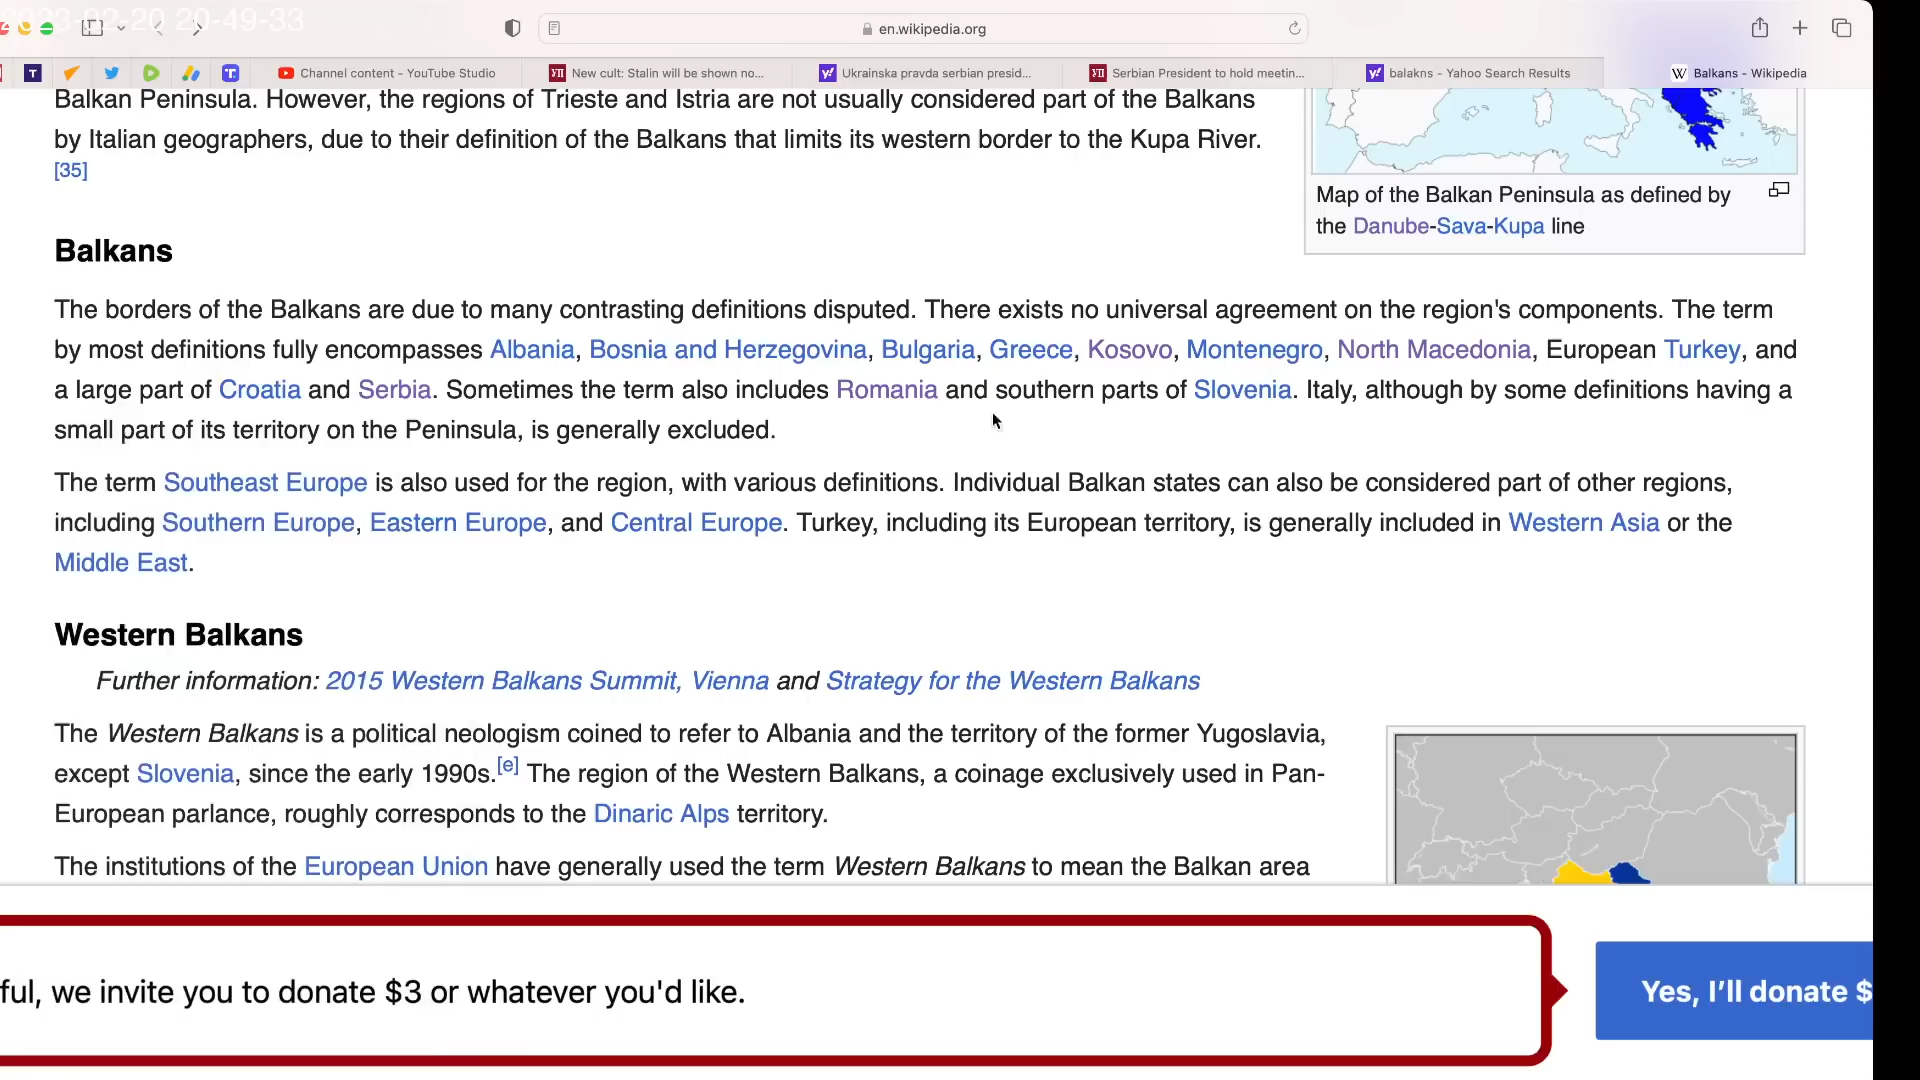 2023-02-20 20-49-33
en.wikipedia.org
Channel content - YouTube Studio
New cult: Stalin will be shown no...
Ukrainska pravda serbian presid...
Serbian President to hold meetin...
balakns - Yahoo Search Results
Balkans - Wikipedia
Balkan Peninsula. However, the regions of Trieste and Istria are not usually considered part of the Balkans
by Italian geographers, due to their definition of the Balkans that limits its western border to the Kupa River.
[35]
Map of the Balkan Peninsula as defined by
the Danube-Sava-Kupa line
Balkans
The borders of the Balkans are due to many contrasting definitions disputed. There exists no universal agreement on the region's components. The term
by most definitions fully encompasses Albania, Bosnia and Herzegovina, Bulgaria, Greece, Kosovo, Montenegro, North Macedonia, European Turkey, and
a large part of Croatia and Serbia. Sometimes the term also includes Romania and southern parts of Slovenia. Italy, although by some definitions having a
small part of its territory on the Peninsula, is generally excluded.
The term Southeast Europe is also used for the region, with various definitions. Individual Balkan states can also be considered part of other regions,
including Southern Europe, Eastern Europe, and Central Europe. Turkey, including its European territory, is generally included in Western Asia or the
Middle East.
Western Balkans
Further information: 2015 Western Balkans Summit, Vienna and Strategy for the Western Balkans
The Western Balkans is a political neologism coined to refer to Albania and the territory of the former Yugoslavia,
except Slovenia, since the early 1990s.[e] The region of the Western Balkans, a coinage exclusively used in Pan-
European parlance, roughly corresponds to the Dinaric Alps territory.
The institutions of the European Union have generally used the term Western Balkans to mean the Balkan area
ful, we invite you to donate $3 or whatever you'd like.
Yes, I'll donate $